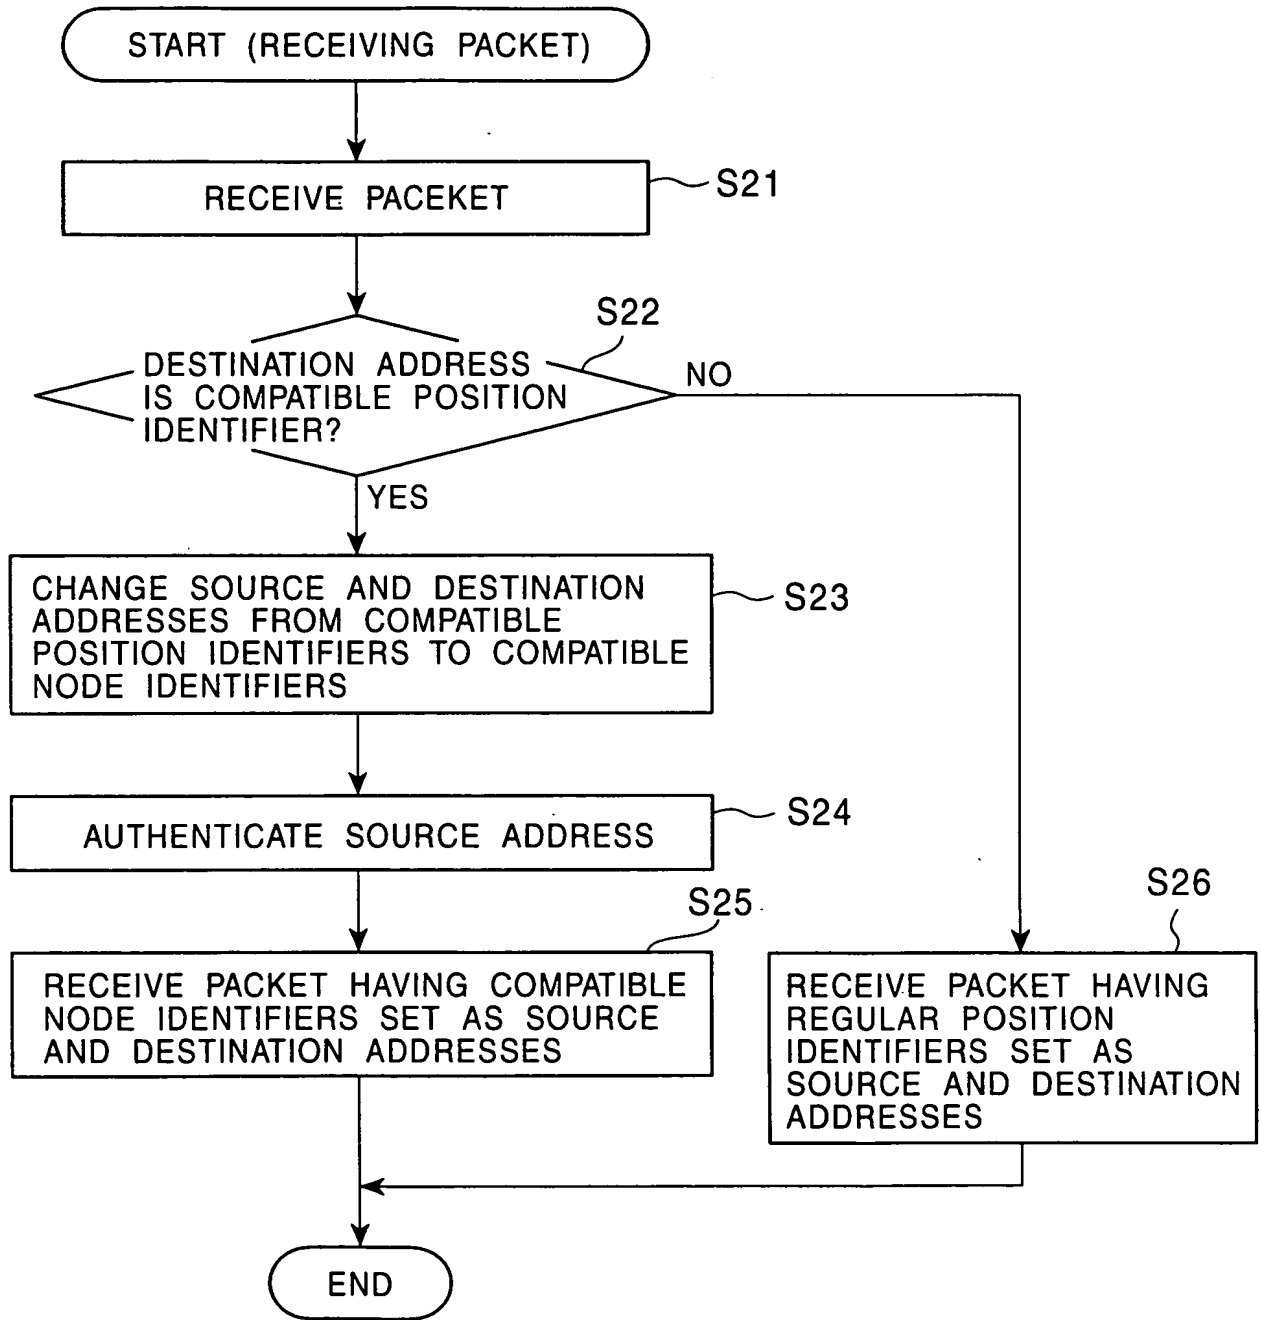 START (RECEIVING PACKET)
RECEIVE PACEKET
S21
S22
DESTINATION ADDRESS
IS COMPATIBLE POSITION
IDENTIFIER?
NO
YES
CHANGE SOURCE AND DESTINATION
ADDRESSES FROM COMPATIBLE
POSITION IDENTIFIERS TO COMPATIBLE
NODE IDENTIFIERS
S23
AUTHENTICATE SOURCE ADDRESS
S24
S25
RECEIVE PACKET HAVING COMPATIBLE
NODE IDENTIFIERS SET AS SOURCE
AND DESTINATION ADDRESSES
S26
RECEIVE PACKET HAVING
REGULAR POSITION
IDENTIFIERS SET AS
SOURCE AND DESTINATION
ADDRESSES
END